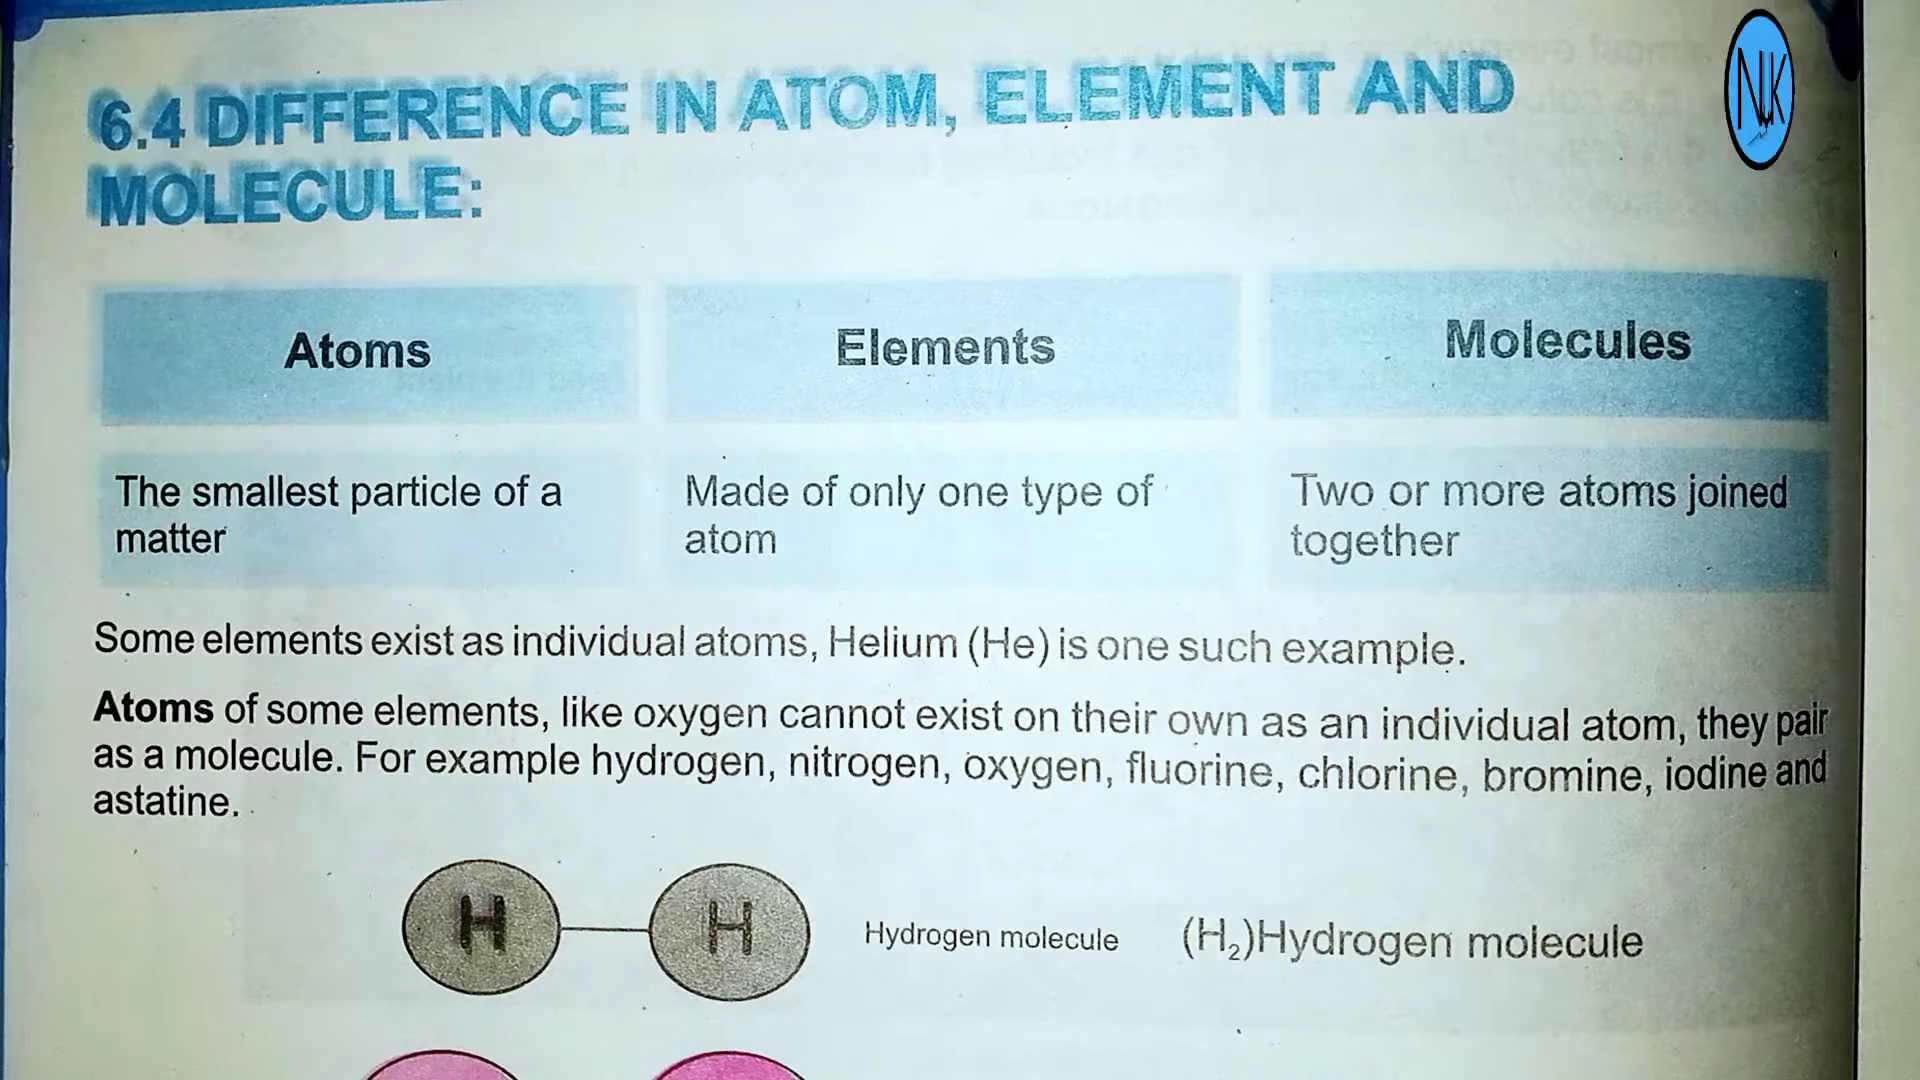 NJK
6.4 DIFFERENCE IN ATOM, ELEMENT AND
MOLECULE:
Atoms
Elements
Molecules
The smallest particle of a
matter
Made of only one type of
atom
Two or more atoms joined
together
Some elements exist as individual atoms, Helium (He) is one such example.
Atoms of some elements, like oxygen cannot exist on their own as an individual atom, they pair
as a molecule. For example hydrogen, nitrogen, oxygen, fluorine, chlorine, bromine, iodine and
astatine.
H H Hydrogen molecule (H₂)Hydrogen molecule